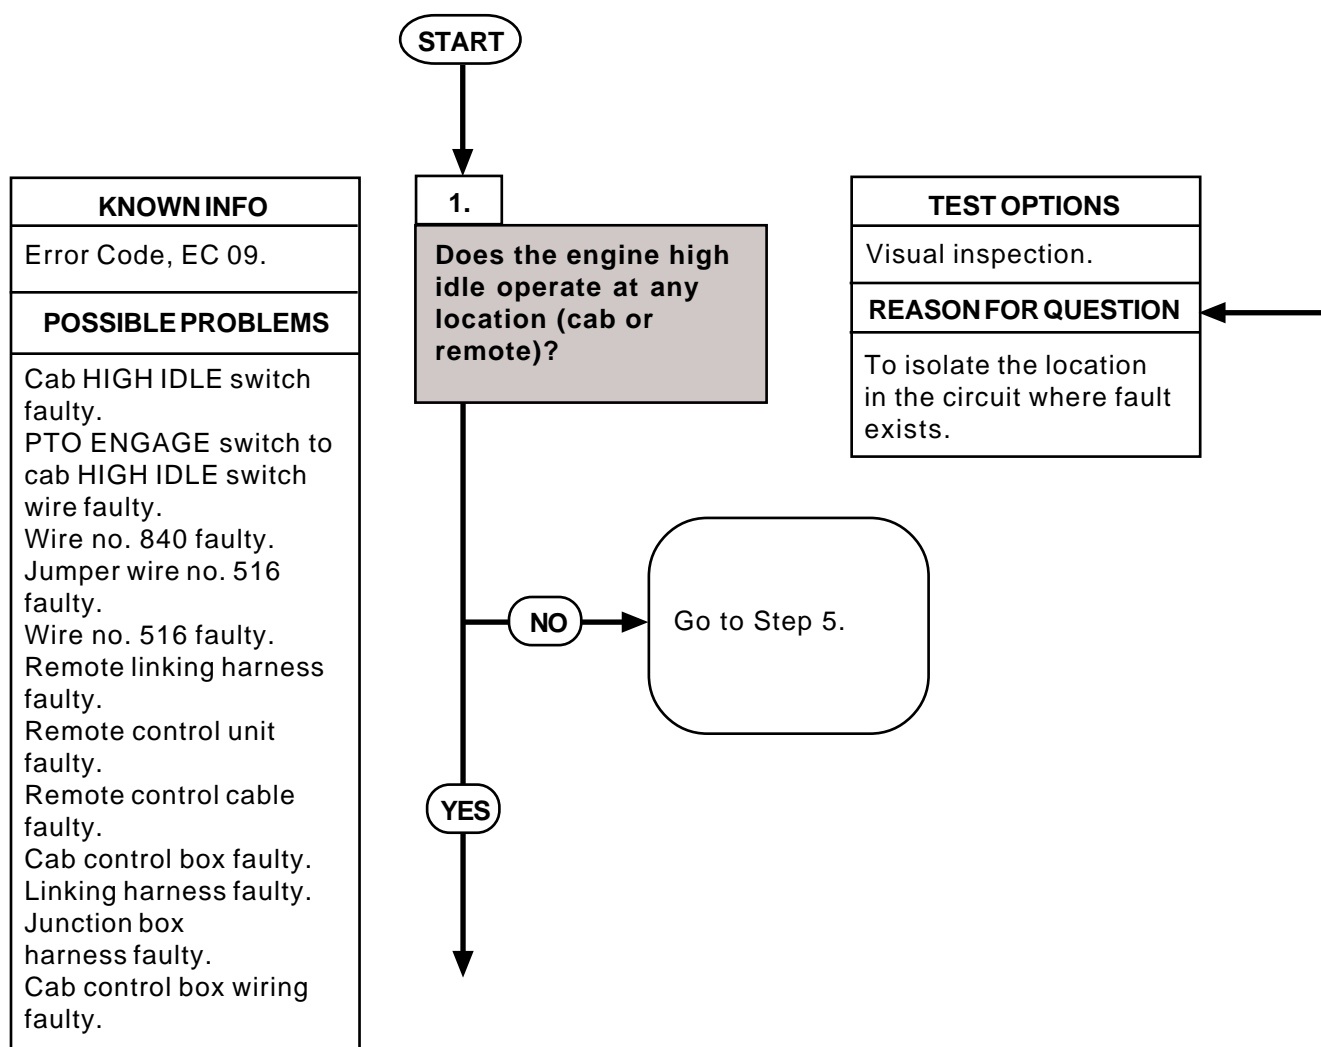 START
KNOWN INFO
Error Code, EC 09.
POSSIBLE PROBLEMS
Cab HIGH IDLE switch
faulty.
PTO ENGAGE switch to
cab HIGH IDLE switch
wire faulty.
Wire no. 840 faulty.
Jumper wire no. 516
faulty.
Wire no. 516 faulty.
Remote linking harness
faulty.
Remote control unit
faulty.
Remote control cable
faulty.
Cab control box faulty.
Linking harness faulty.
Junction box
harness faulty.
Cab control box wiring
faulty.
1.
Does the engine high
idle operate at any
location (cab or
remote)?
NO
Go to Step 5.
YES
TEST OPTIONS
Visual inspection.
REASON FOR QUESTION
To isolate the location
in the circuit where fault
exists.